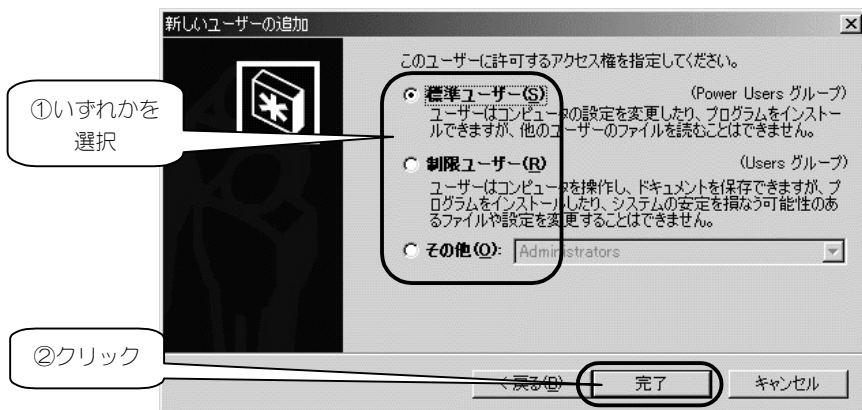 新しいユーザーの追加
このユーザーに許可するアクセス権を指定してください。
①いずれかを
選択
標準ユーザー(S) (Power Users グループ)
ユーザーはコンピュータの設定を変更したり、プログラムをインストー
ルできますが、他のユーザーのファイルを読むことはできません。
制限ユーザー(R) (Users グループ)
ユーザーはコンピュータを操作し、ドキュメントを保存できますが、プ
ログラムをインストールしたり、システムの安定を損なう可能性のあ
るファイルや設定を変更することはできません。
その他(O): Administrators
②クリック
< 戻る(B) 完了 キャンセル